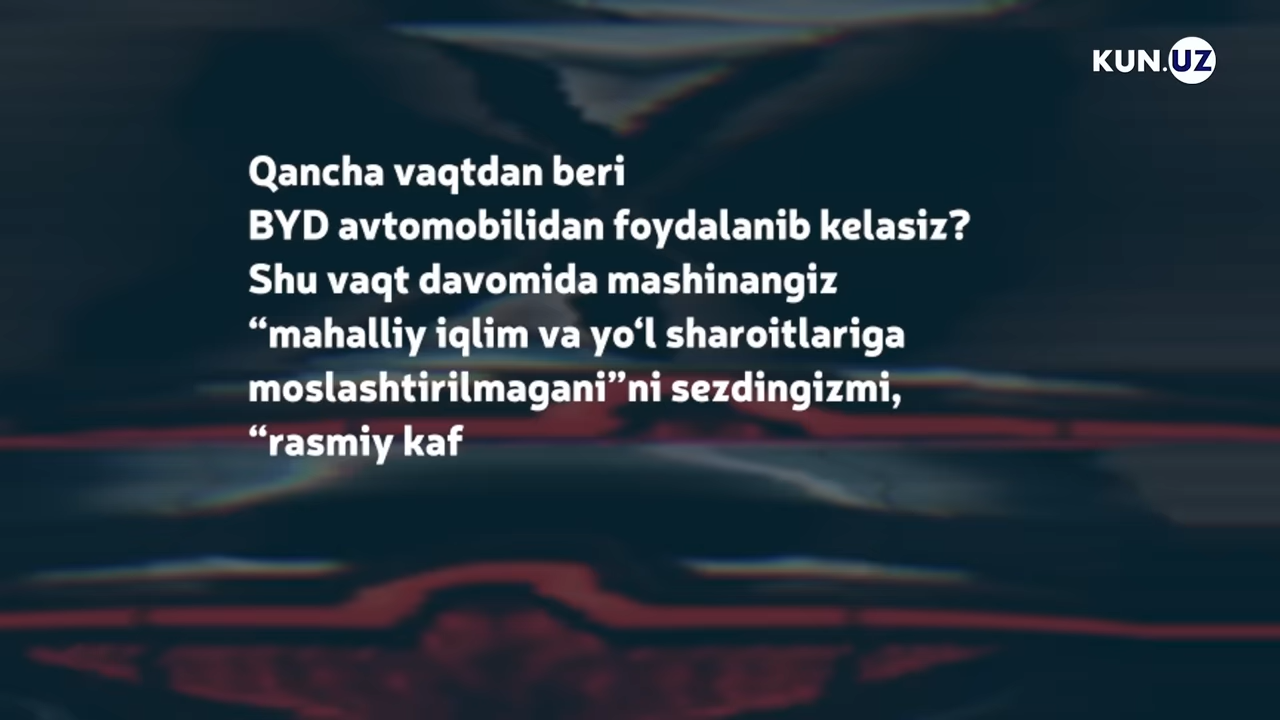 KUN.UZ
Qancha vaqtdan beri
BYD avtomobilidan foydalanib kelasiz?
Shu vaqt davomida mashinangiz
“mahalliy iqlim va yo‘l sharoitlariga
moslashtirilmagani”ni sezdingizmi,
“rasmiy kaf